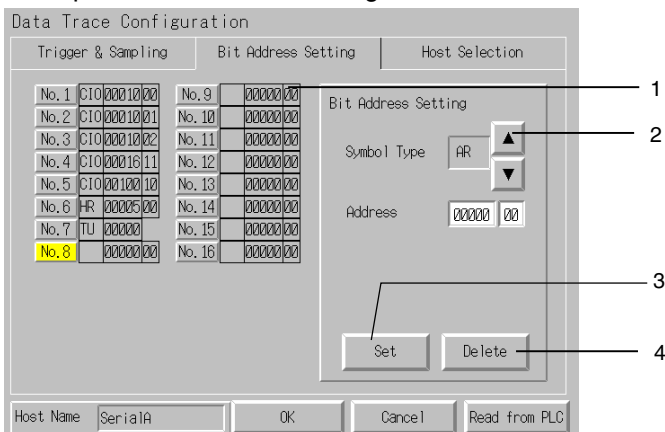 Data Trace Configuration
Trigger & Sampling Bit Address Setting Host Selection
No.1 CIO 00010 00 No.9 00000 00 1
Bit Address Setting
No.2 CIO 00010 01 No.10 00000 00 2
No.3 CIO 00010 02 No.11 00000 00
Symbol Type AR ▲
No.4 CIO 00016 11 No.12 00000 00
▼
No.5 CIO 00100 10 No.13 00000 00
No.6 HR 00005 00 No.14 00000 00
Address 00000 00
No.7 TU 00000 No.15 00000 00
No.8 00000 00 No.16 00000 00
3
Set Delete 4
Host Name SerialA OK Cancel Read from PLC